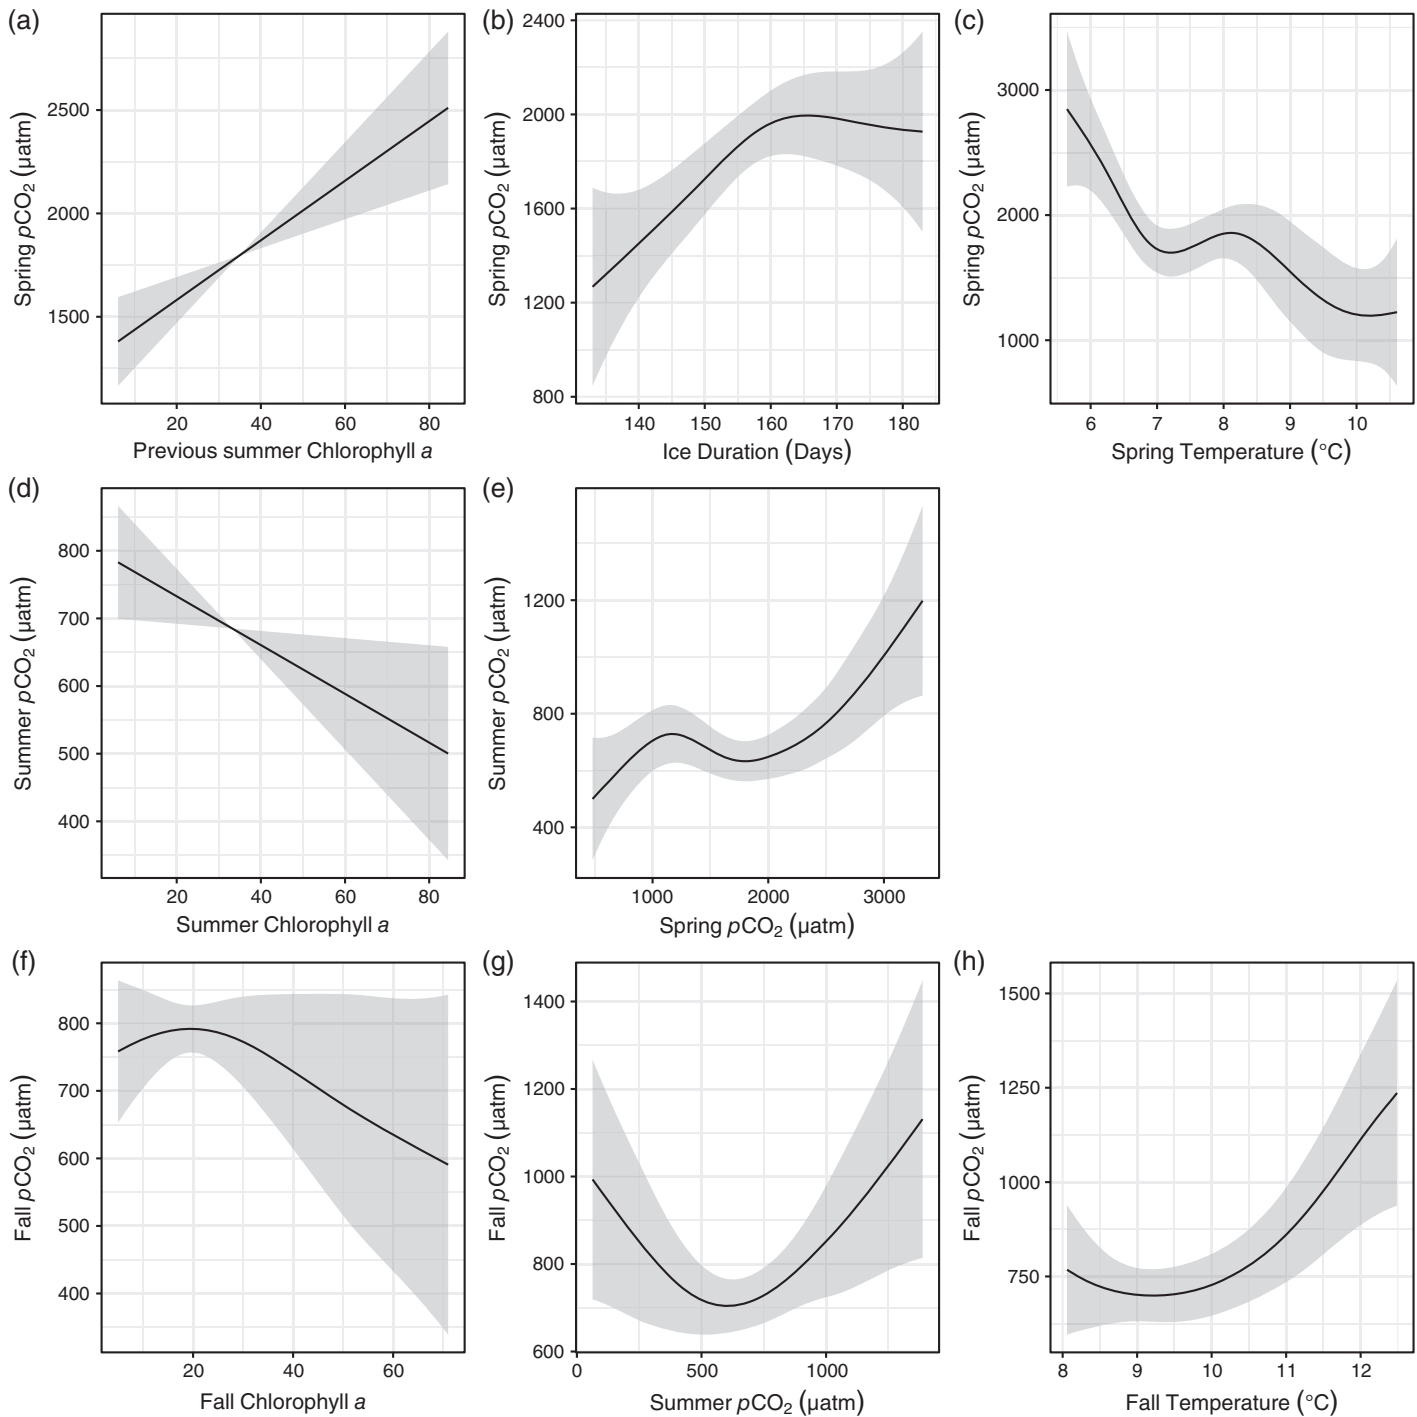 (a)
Spring pCO2 (µatm)
2500
2000
1500
20 40 60 80
Previous summer Chlorophyll a
(b)
Spring pCO2 (µatm)
2400
2000
1600
1200
800
140 150 160 170 180
Ice Duration (Days)
(c)
Spring pCO2 (µatm)
3000
2000
1000
6 7 8 9 10
Spring Temperature (°C)
(d)
Summer pCO2 (µatm)
800
700
600
500
400
20 40 60 80
Summer Chlorophyll a
(e)
Summer pCO2 (µatm)
1200
800
400
1000 2000 3000
Spring pCO2 (µatm)
(f)
Fall pCO2 (µatm)
800
700
600
500
400
20 40 60
Fall Chlorophyll a
(g)
Fall pCO2 (µatm)
1400
1200
1000
800
600
0 500 1000
Summer pCO2 (µatm)
(h)
Fall pCO2 (µatm)
1500
1250
1000
750
8 9 10 11 12
Fall Temperature (°C)